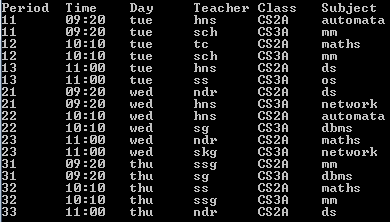 Period Time Day Teacher Class Subject
11 09:20 tue hns CS2A automata
11 09:20 tue sch CS3A mm
12 10:10 tue tc CS2A maths
12 10:10 tue sch CS3A mm
13 11:00 tue hns CS2A ds
13 11:00 tue ss CS3A os
21 09:20 wed ndr CS2A ds
21 09:20 wed hns CS3A network
22 10:10 wed hns CS2A automata
22 10:10 wed sg CS3A dbms
23 11:00 wed ndr CS2A maths
23 11:00 wed skg CS3A network
31 09:20 thu ssg CS2A mm
31 09:20 thu sg CS3A dbms
32 10:10 thu ss CS2A maths
32 10:10 thu ssg CS3A mm
33 11:00 thu ndr CS2A ds